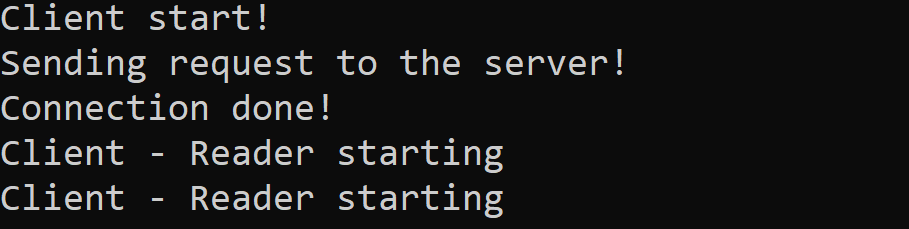 Client start!
Sending request to the server!
Connection done!
Client - Reader starting
Client - Reader starting